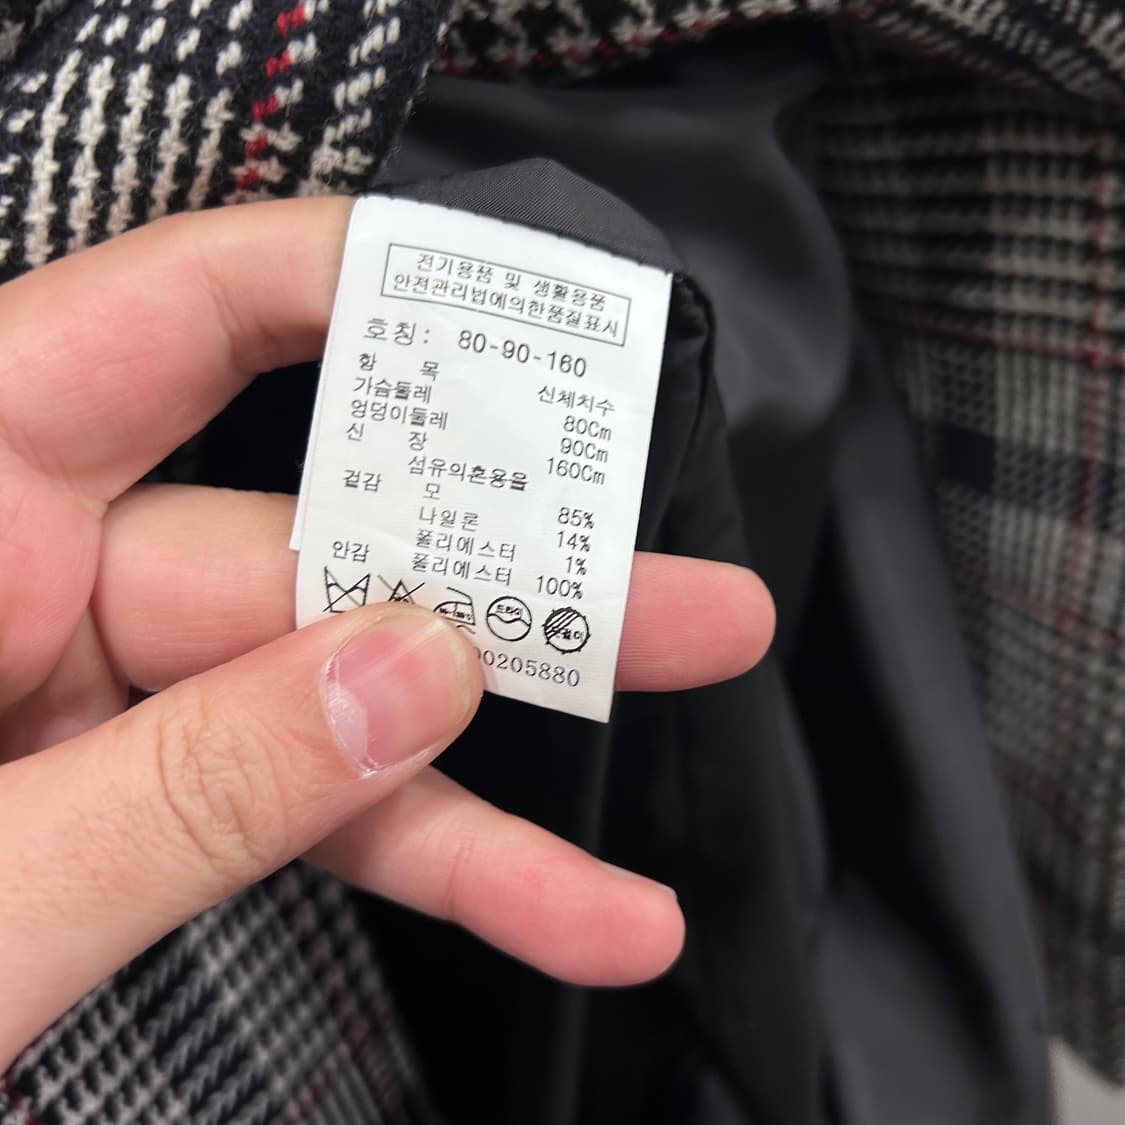 전기용품 및 생활용품
안전관리법에의한품질표시
호칭: 80-90-160
항 목 신체치수
가슴둘레 80Cm
엉덩이둘레 90Cm
신 장 160Cm
섬유의혼용율
겉감 모 85%
나일론 14%
폴리에스터 1%
안감 폴리에스터 100%
드라이
00205880